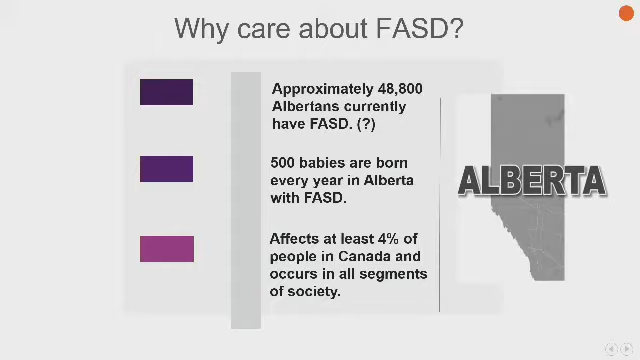 Why care about FASD?
Approximately 48,800
Albertans currently
have FASD. (?)
500 babies are born
every year in Alberta
with FASD.
Affects at least 4% of
people in Canada and
occurs in all segments
of society.
ALBERTA